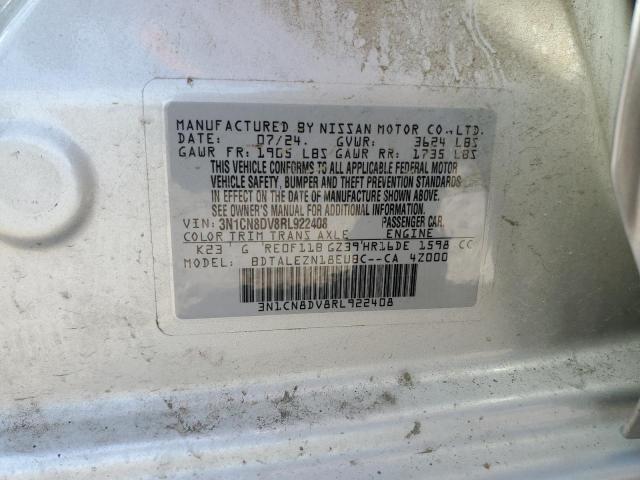 MANUFACTURED BY NISSAN MOTOR CO.,LTD.
DATE: 07/24. GVWR: 3624 LBS
GAWR FR: 1905 LBS GAWR RR: 1735 LBS
THIS VEHICLE CONFORMS TO ALL APPLICABLE FEDERAL MOTOR
VEHICLE SAFETY, BUMPER AND THEFT PREVENTION STANDARDS
IN EFFECT ON THE DATE OF MANUFACTURE SHOWN ABOVE.
SEE OWNER'S MANUAL FOR ADDITIONAL INFORMATION.
VIN: 3N1CN8DV8RL922408 PASSENGER CAR.
COLOR TRIM TRANS AXLE ENGINE
K23 G RE0F11B GZ39 HR16DE 1598 CC
MODEL: BDTALEZN18EUBC--CA 4Z000
3N1CN8DV8RL922408